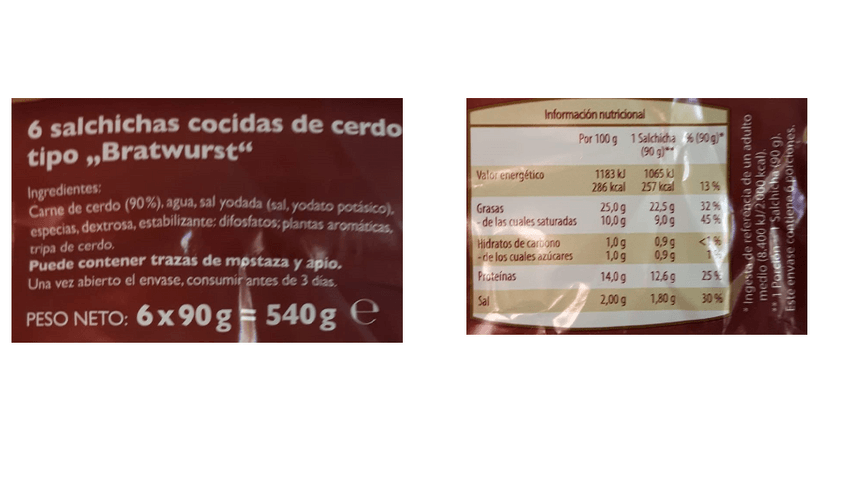 6 salchichas cocidas de cerdo
tipo „Bratwurst“
Ingredientes:
Carne de cerdo (90%), agua, sal yodada (sal, yodato potásico),
especias, dextrosa, estabilizante: difosfatos; plantas aromáticas,
tripa de cerdo.
Puede contener trazas de mostaza y apio.
Una vez abierto el envase, consumir antes de 3 días.
PESO NETO: 6 x 90 g = 540 g ℮
Información nutricional
Por 100 g 1 Salchicha % (90 g)*
(90 g)**
Valor energético 1183 kJ 1065 kJ
286 kcal 257 kcal 13 %
Grasas 25,0 g 22,5 g 32 %
- de las cuales saturadas 10,0 g 9,0 g 45 %
Hidratos de carbono 1,0 g 0,9 g <1 %
- de los cuales azúcares 1,0 g 0,9 g 1 %
Proteínas 14,0 g 12,6 g 25 %
Sal 2,00 g 1,80 g 30 %
* Ingesta de referencia de un adulto
medio (8.400 kJ/2.000 kcal).
** 1 Porción = 1 Salchicha (90 g).
Este envase contiene 6 porciones.